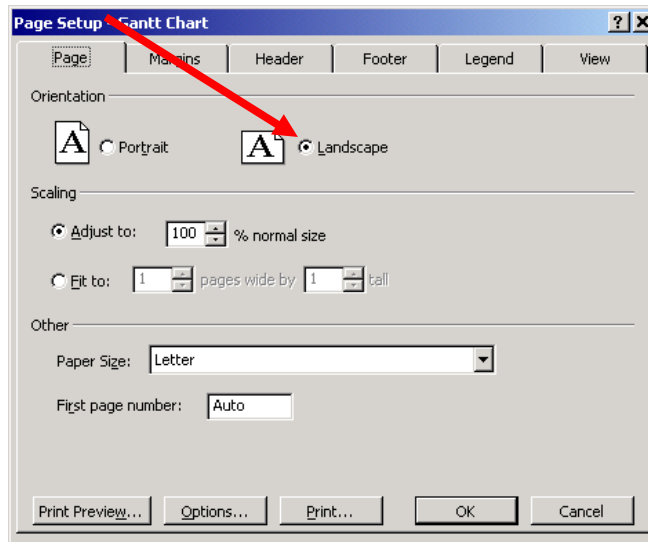 Page Setup - Gantt Chart
Page Margins Header Footer Legend View
Orientation
A Portrait A Landscape
Scaling
Adjust to: 100 % normal size
Fit to: 1 pages wide by 1 tall
Other
Paper Size: Letter
First page number: Auto
Print Preview... Options... Print... OK Cancel